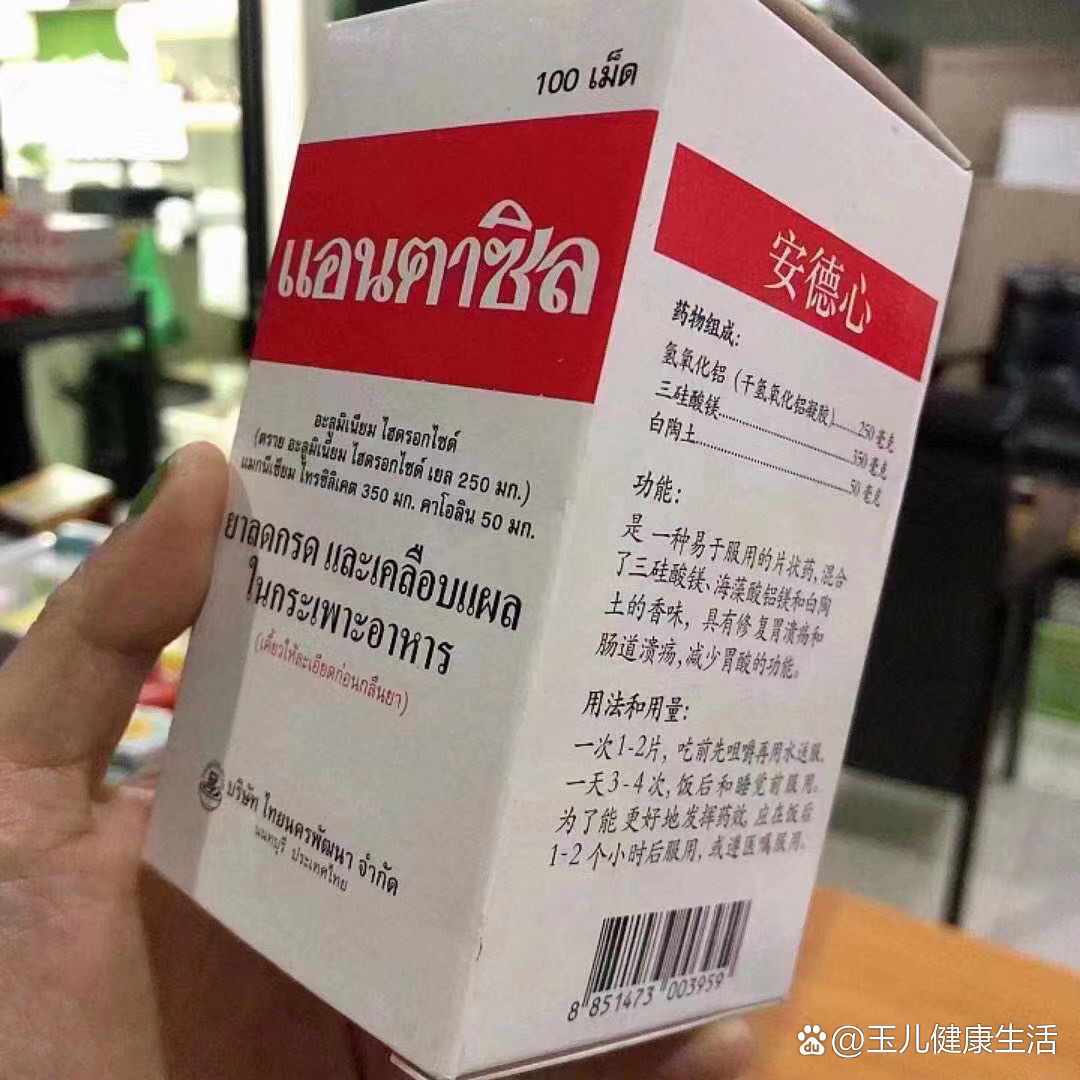 100 เม็ด
แอนตาซิล
อะลูมิเนียม ไฮดรอกไซด์
(ดราย อะลูมิเนียม ไฮดรอกไซด์ เยล 250 มก.)
แมกนีเซียม ไทรซิลิเคต 350 มก. คาโอลิน 50 มก.
ยาลดกรด และเคลือบแผล
ในกระเพาะอาหาร
(เคี้ยวให้ละเอียดก่อนกลืนยา)
บริษัท ไทยนครพัฒนา จำกัด
นนทบุรี ประเทศไทย
安德心
药物组成:
氢氧化铝 (干氢氧化铝凝胶)......250毫克
三硅酸镁......350毫克
白陶土......50毫克
功能:
是一种易于服用的片状药,混合
了三硅酸镁、海藻酸铝镁和白陶
土的香味,具有修复胃溃疡和
肠道溃疡,减少胃酸的功能。
用法和用量:
一次1-2片,吃前先咀嚼再用水送服。
一天3-4次,饭后和睡觉前服用。
为了能更好地发挥药效,应在饭后
1-2个小时后服用,或遵医嘱服用。
8 851473 003959
Baidu @玉儿健康生活